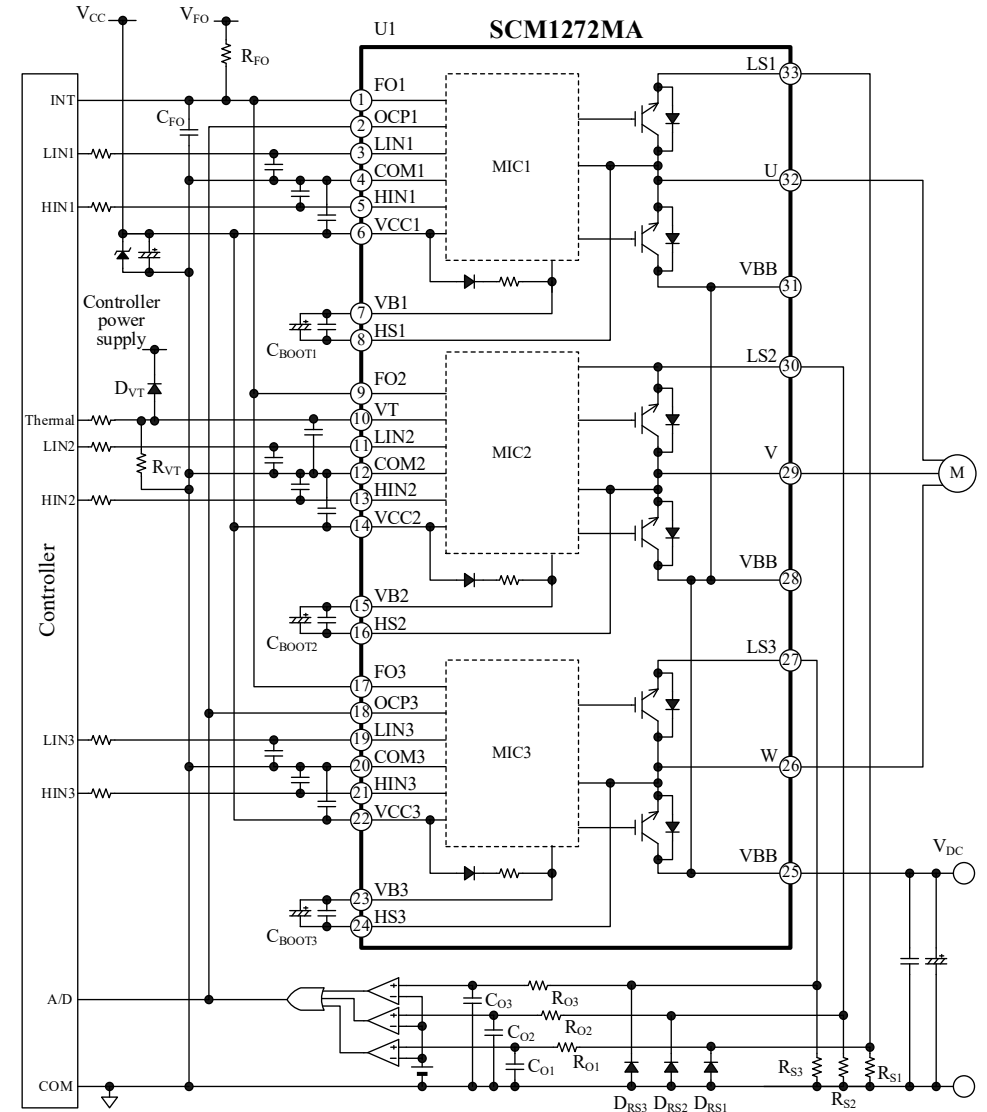 VCC
VFO
U1
SCM1272MA
RFO
LS1
33
INT
1
FO1
CFO
2
OCP1
LIN1
3
LIN1
4
COM1
MIC1
U
32
HIN1
5
HIN1
6
VCC1
VBB
31
Controller
power
supply
7
VB1
8
HS1
CBOOT1
LS2
30
DVT
9
FO2
Thermal
10
VT
LIN2
11
LIN2
RVT
12
COM2
MIC2
V
29
M
HIN2
13
HIN2
14
VCC2
VBB
28
Controller
15
VB2
16
HS2
CBOOT2
LS3
27
17
FO3
18
OCP3
LIN3
19
LIN3
20
COM3
MIC3
W
26
HIN3
21
HIN3
22
VCC3
VBB
25
VDC
23
VB3
24
HS3
CBOOT3
A/D
+
−
CO3
RO3
+
−
CO2
RO2
+
−
CO1
RO1
RS3
RS1
COM
DRS3 DRS2 DRS1
RS2